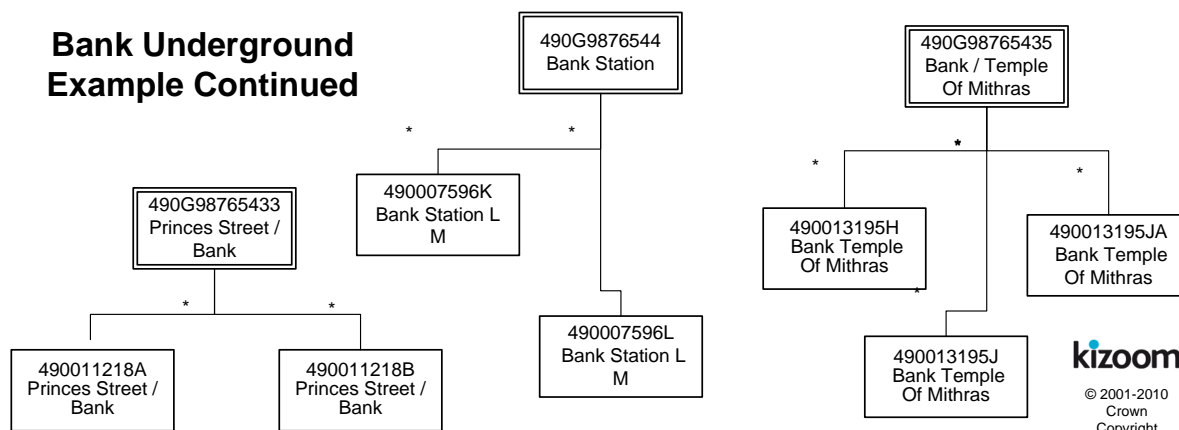 Bank Underground
Example Continued
490G9876544
Bank Station
490G98765435
Bank / Temple
Of Mithras
*
*
*
*
*
490007596K
Bank Station L
M
490G98765433
Princes Street /
Bank
490013195H
Bank Temple
Of Mithras
490013195JA
Bank Temple
Of Mithras
*
*
*
490007596L
Bank Station L
M
490011218A
Princes Street /
Bank
490011218B
Princes Street /
Bank
490013195J
Bank Temple
Of Mithras
kizoom
© 2001-2010
Crown
Copyright